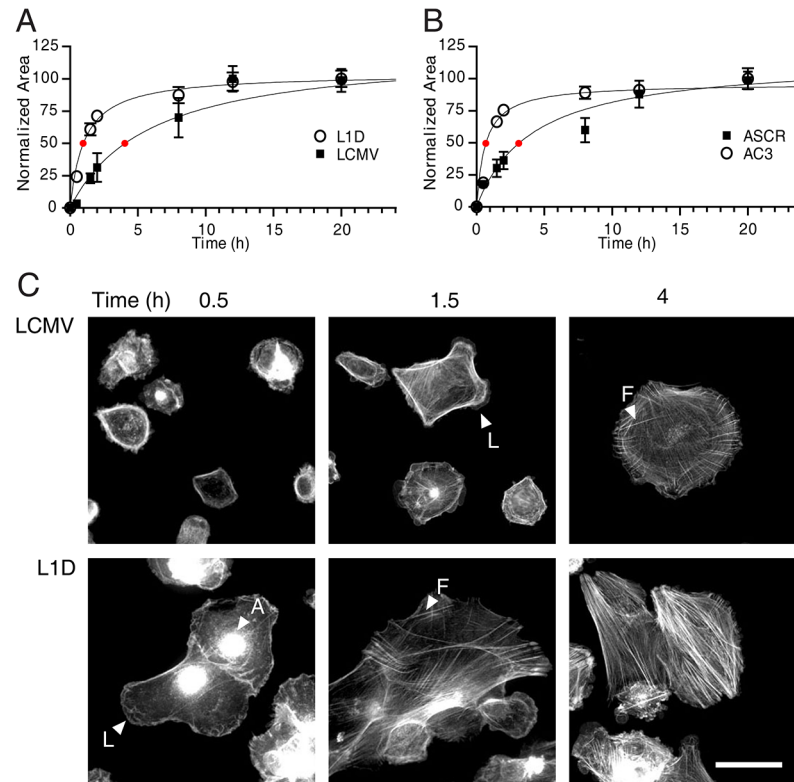 A
Normalized Area
125
100
75
50
25
0
0 5 10 15 20
Time (h)
L1D
LCMV
B
Normalized Area
125
100
75
50
25
0
0 5 10 15 20
Time (h)
ASCR
AC3
C
Time (h) 0.5 1.5 4
LCMV
L
F
L1D
A
L
F